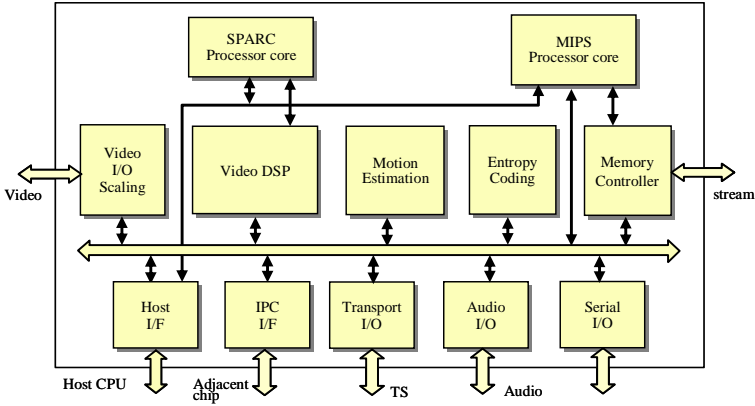 SPARC
Processor core
MIPS
Processor core
Video
I/O
Scaling
Video DSP
Motion
Estimation
Entropy
Coding
Memory
Controller
Video
stream
Host
I/F
IPC
I/F
Transport
I/O
Audio
I/O
Serial
I/O
Host CPU
Adjacent
chip
TS
Audio